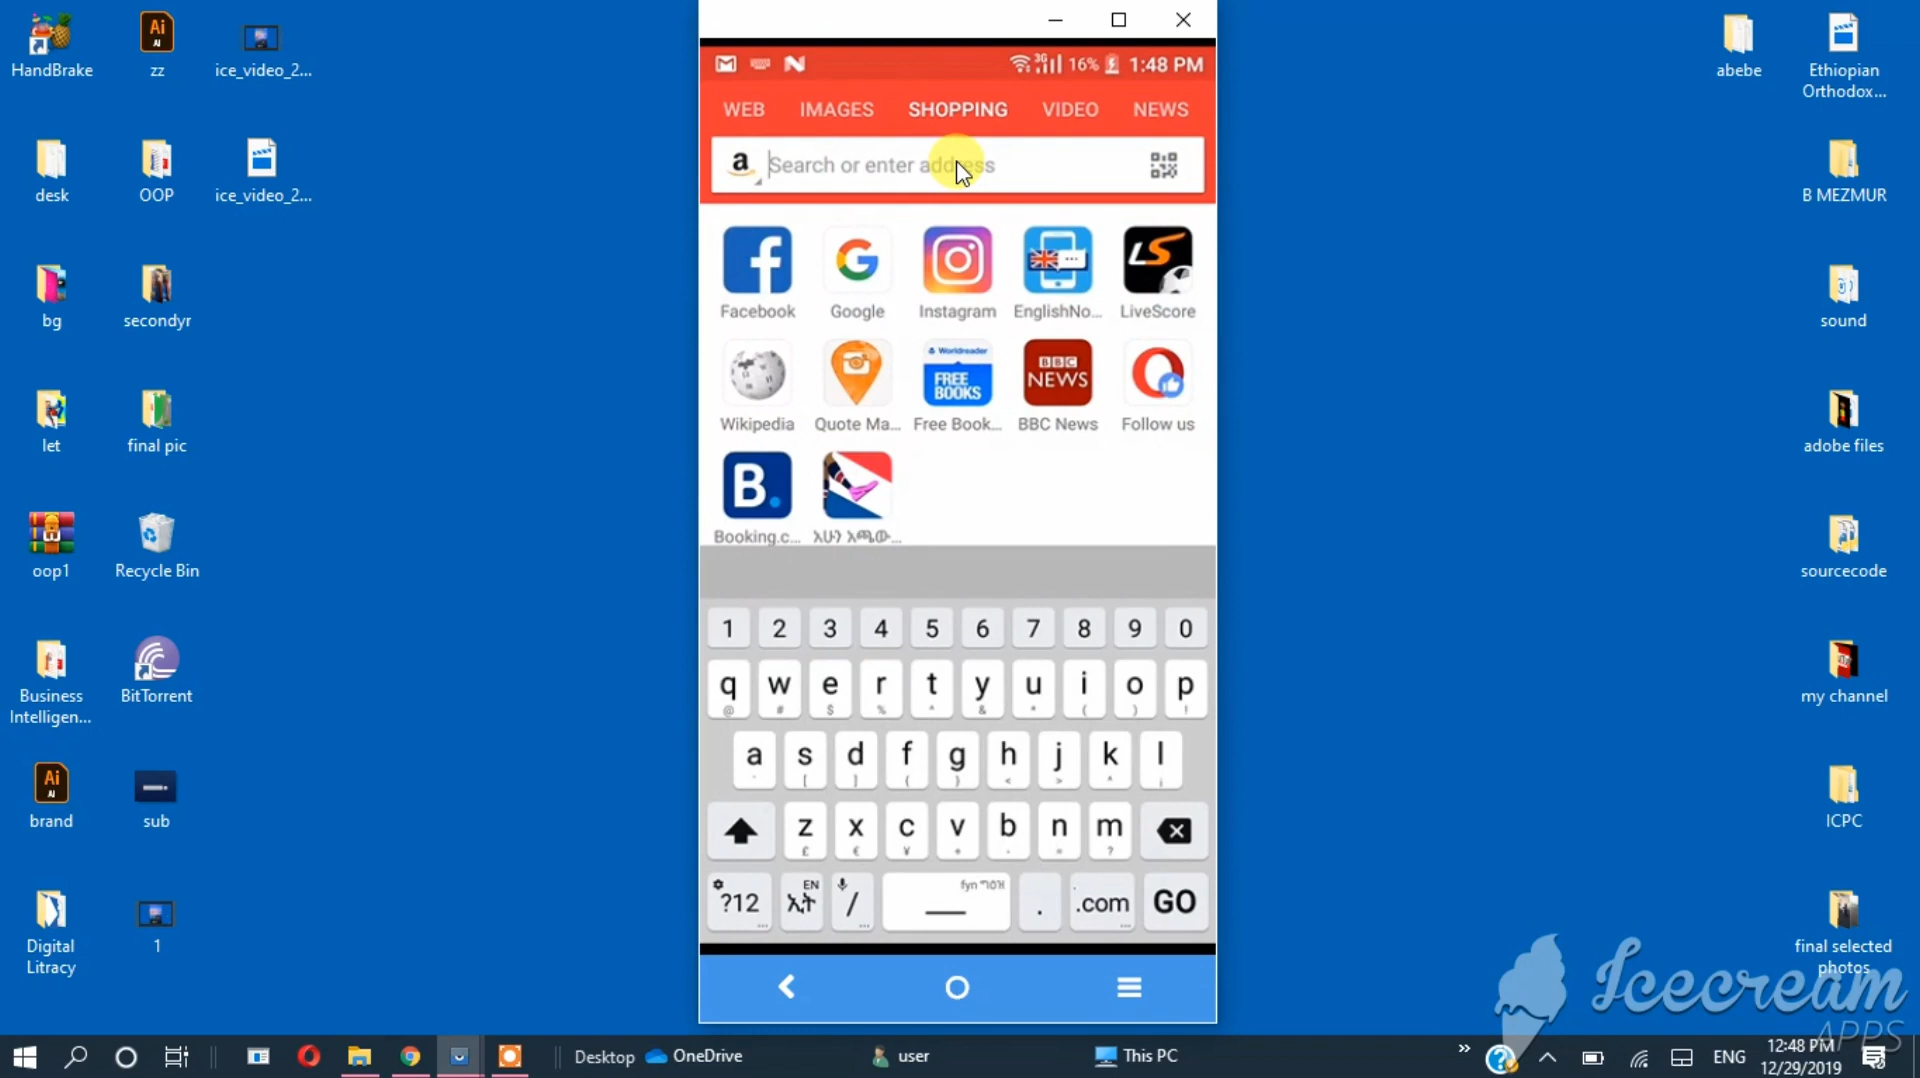 HandBrake
zz
ice_video_2...
desk
OOP
ice_video_2...
bg
secondyr
let
final pic
oop1
Recycle Bin
Business
Intelligen...
BitTorrent
brand
sub
Digital
Litracy
1
3G 16% 1:48 PM
WEB IMAGES SHOPPING VIDEO NEWS
Search or enter address
Facebook Google Instagram EnglishNo... LiveScore
Worldreader
FREE
BOOKS
BBC
NEWS
Wikipedia Quote Ma... Free Book... BBC News Follow us
B.
Booking.c... እሁን እጫው...
1 2 3 4 5 6 7 8 9 0
q w e r t y u i o p
a s d f g h j k l
z x c v b n m
?12 EN / . .com GO
abebe
Ethiopian
Orthodox...
B MEZMUR
sound
adobe files
sourcecode
my channel
ICPC
final selected
photos
Icecream
APPS
Desktop OneDrive user This PC
ENG
12:48 PM
12/29/2019